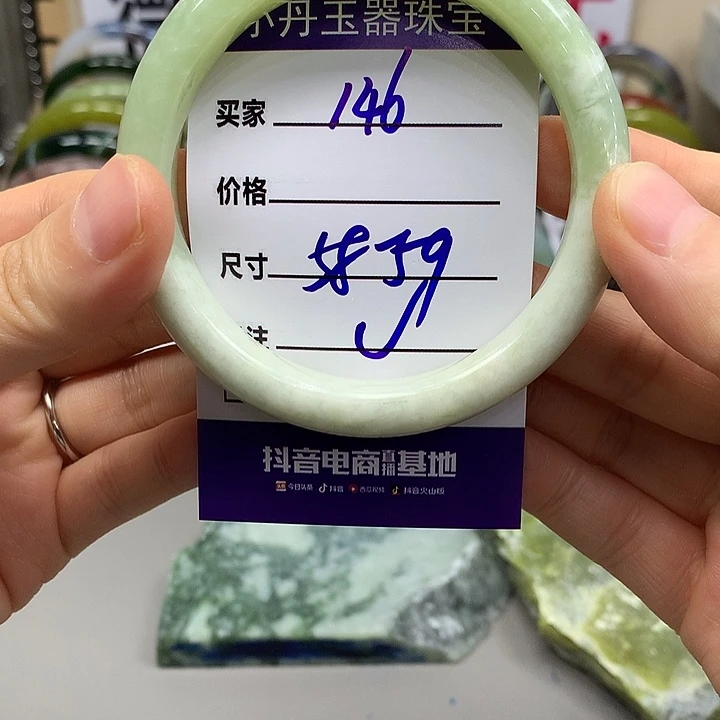 小丹玉器珠宝
买家 146
价格
尺寸 58 59
注
抖音电商直播基地
今日头条 抖音 西瓜视频 抖音火山版